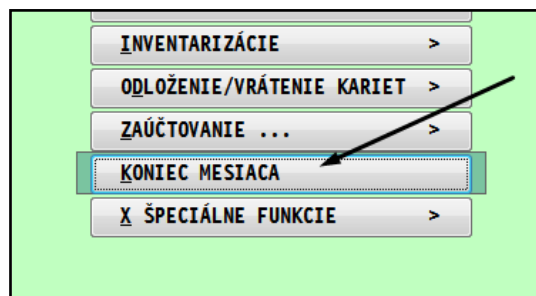 INVENTARIZÁCIE >
ODLOŽENIE/VRÁTENIE KARIET >
ZAÚČTOVANIE ... >
KONIEC MESIACA
X ŠPECIÁLNE FUNKCIE >